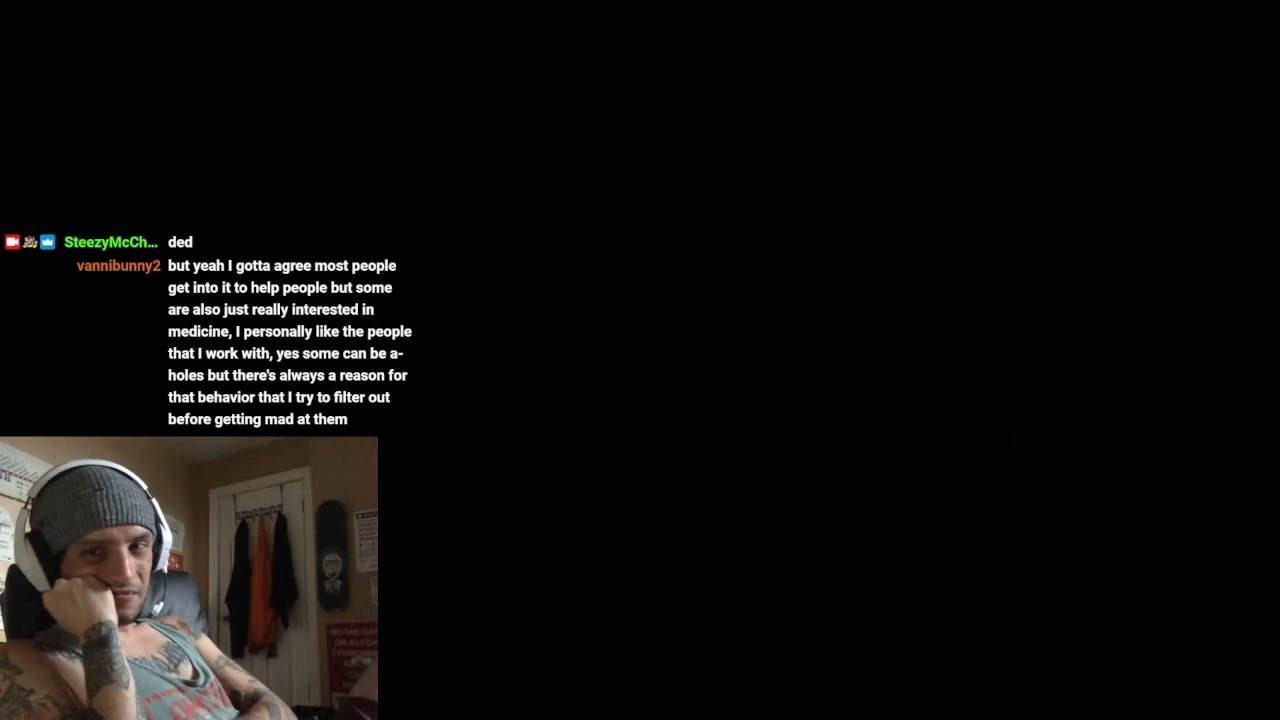 SteezyMcCh... ded
vannibunny2 but yeah I gotta agree most people
get into it to help people but some
are also just really interested in
medicine, I personally like the people
that I work with, yes some can be a-
holes but there's always a reason for
that behavior that I try to filter out
before getting mad at them
OR ALCOH